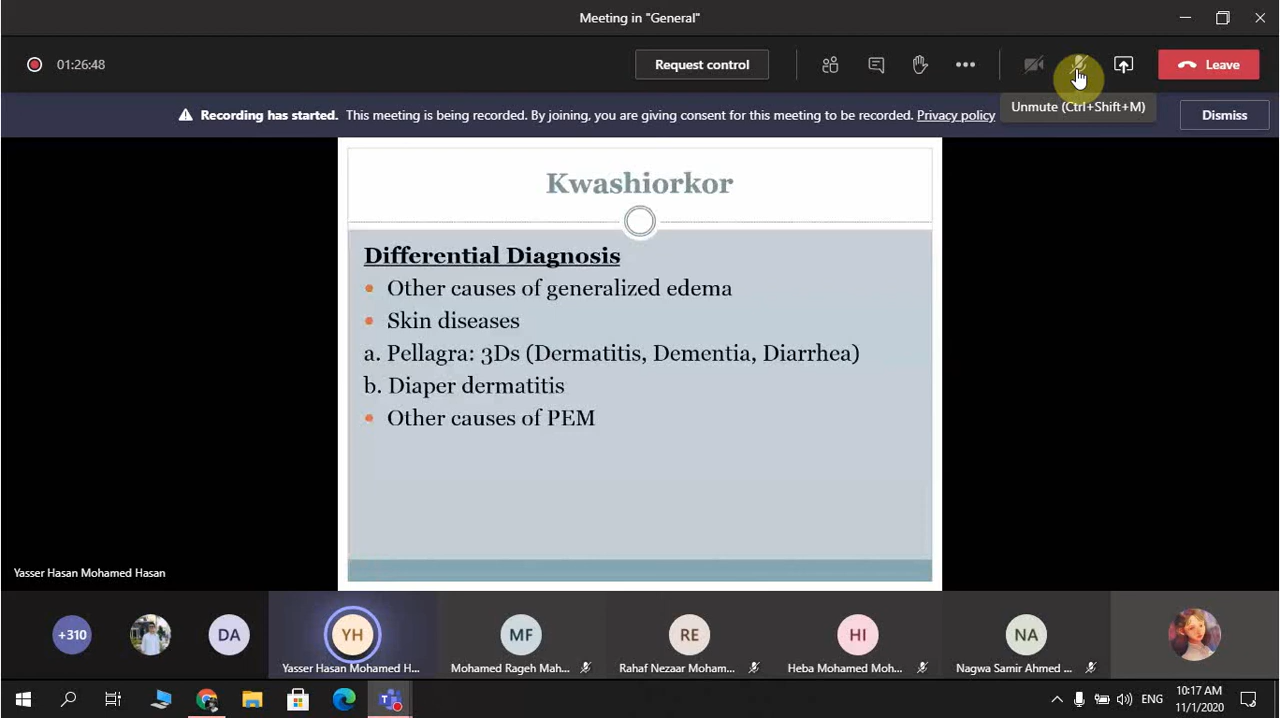 Meeting in "General"
01:26:48
Request control
Leave
Recording has started. This meeting is being recorded. By joining, you are giving consent for this meeting to be recorded. Privacy policy
Unmute (Ctrl+Shift+M)
Dismiss
Kwashiorkor
Differential Diagnosis
• Other causes of generalized edema
• Skin diseases
a. Pellagra: 3Ds (Dermatitis, Dementia, Diarrhea)
b. Diaper dermatitis
• Other causes of PEM
Yasser Hasan Mohamed Hasan
+310
DA
YH
MF
RE
HI
NA
Yasser Hasan Mohamed H...
Mohamed Rageh Mah...
Rahaf Nezaar Moham...
Heba Mohamed Moh...
Nagwa Samir Ahmed ...
ENG
10:17 AM
11/1/2020